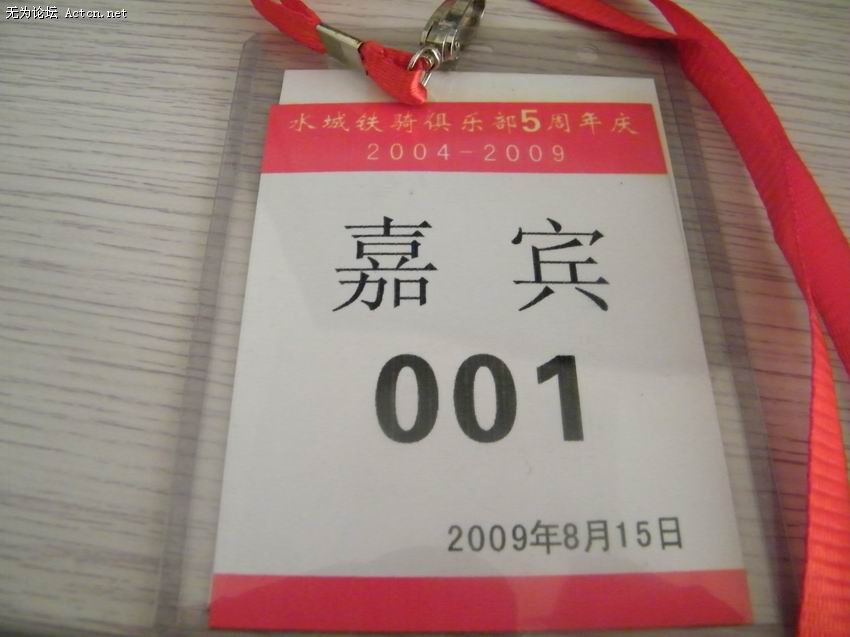 无为论坛 Actcn.net
水城铁骑俱乐部5周年庆
2004-2009
嘉宾
001
2009年8月15日